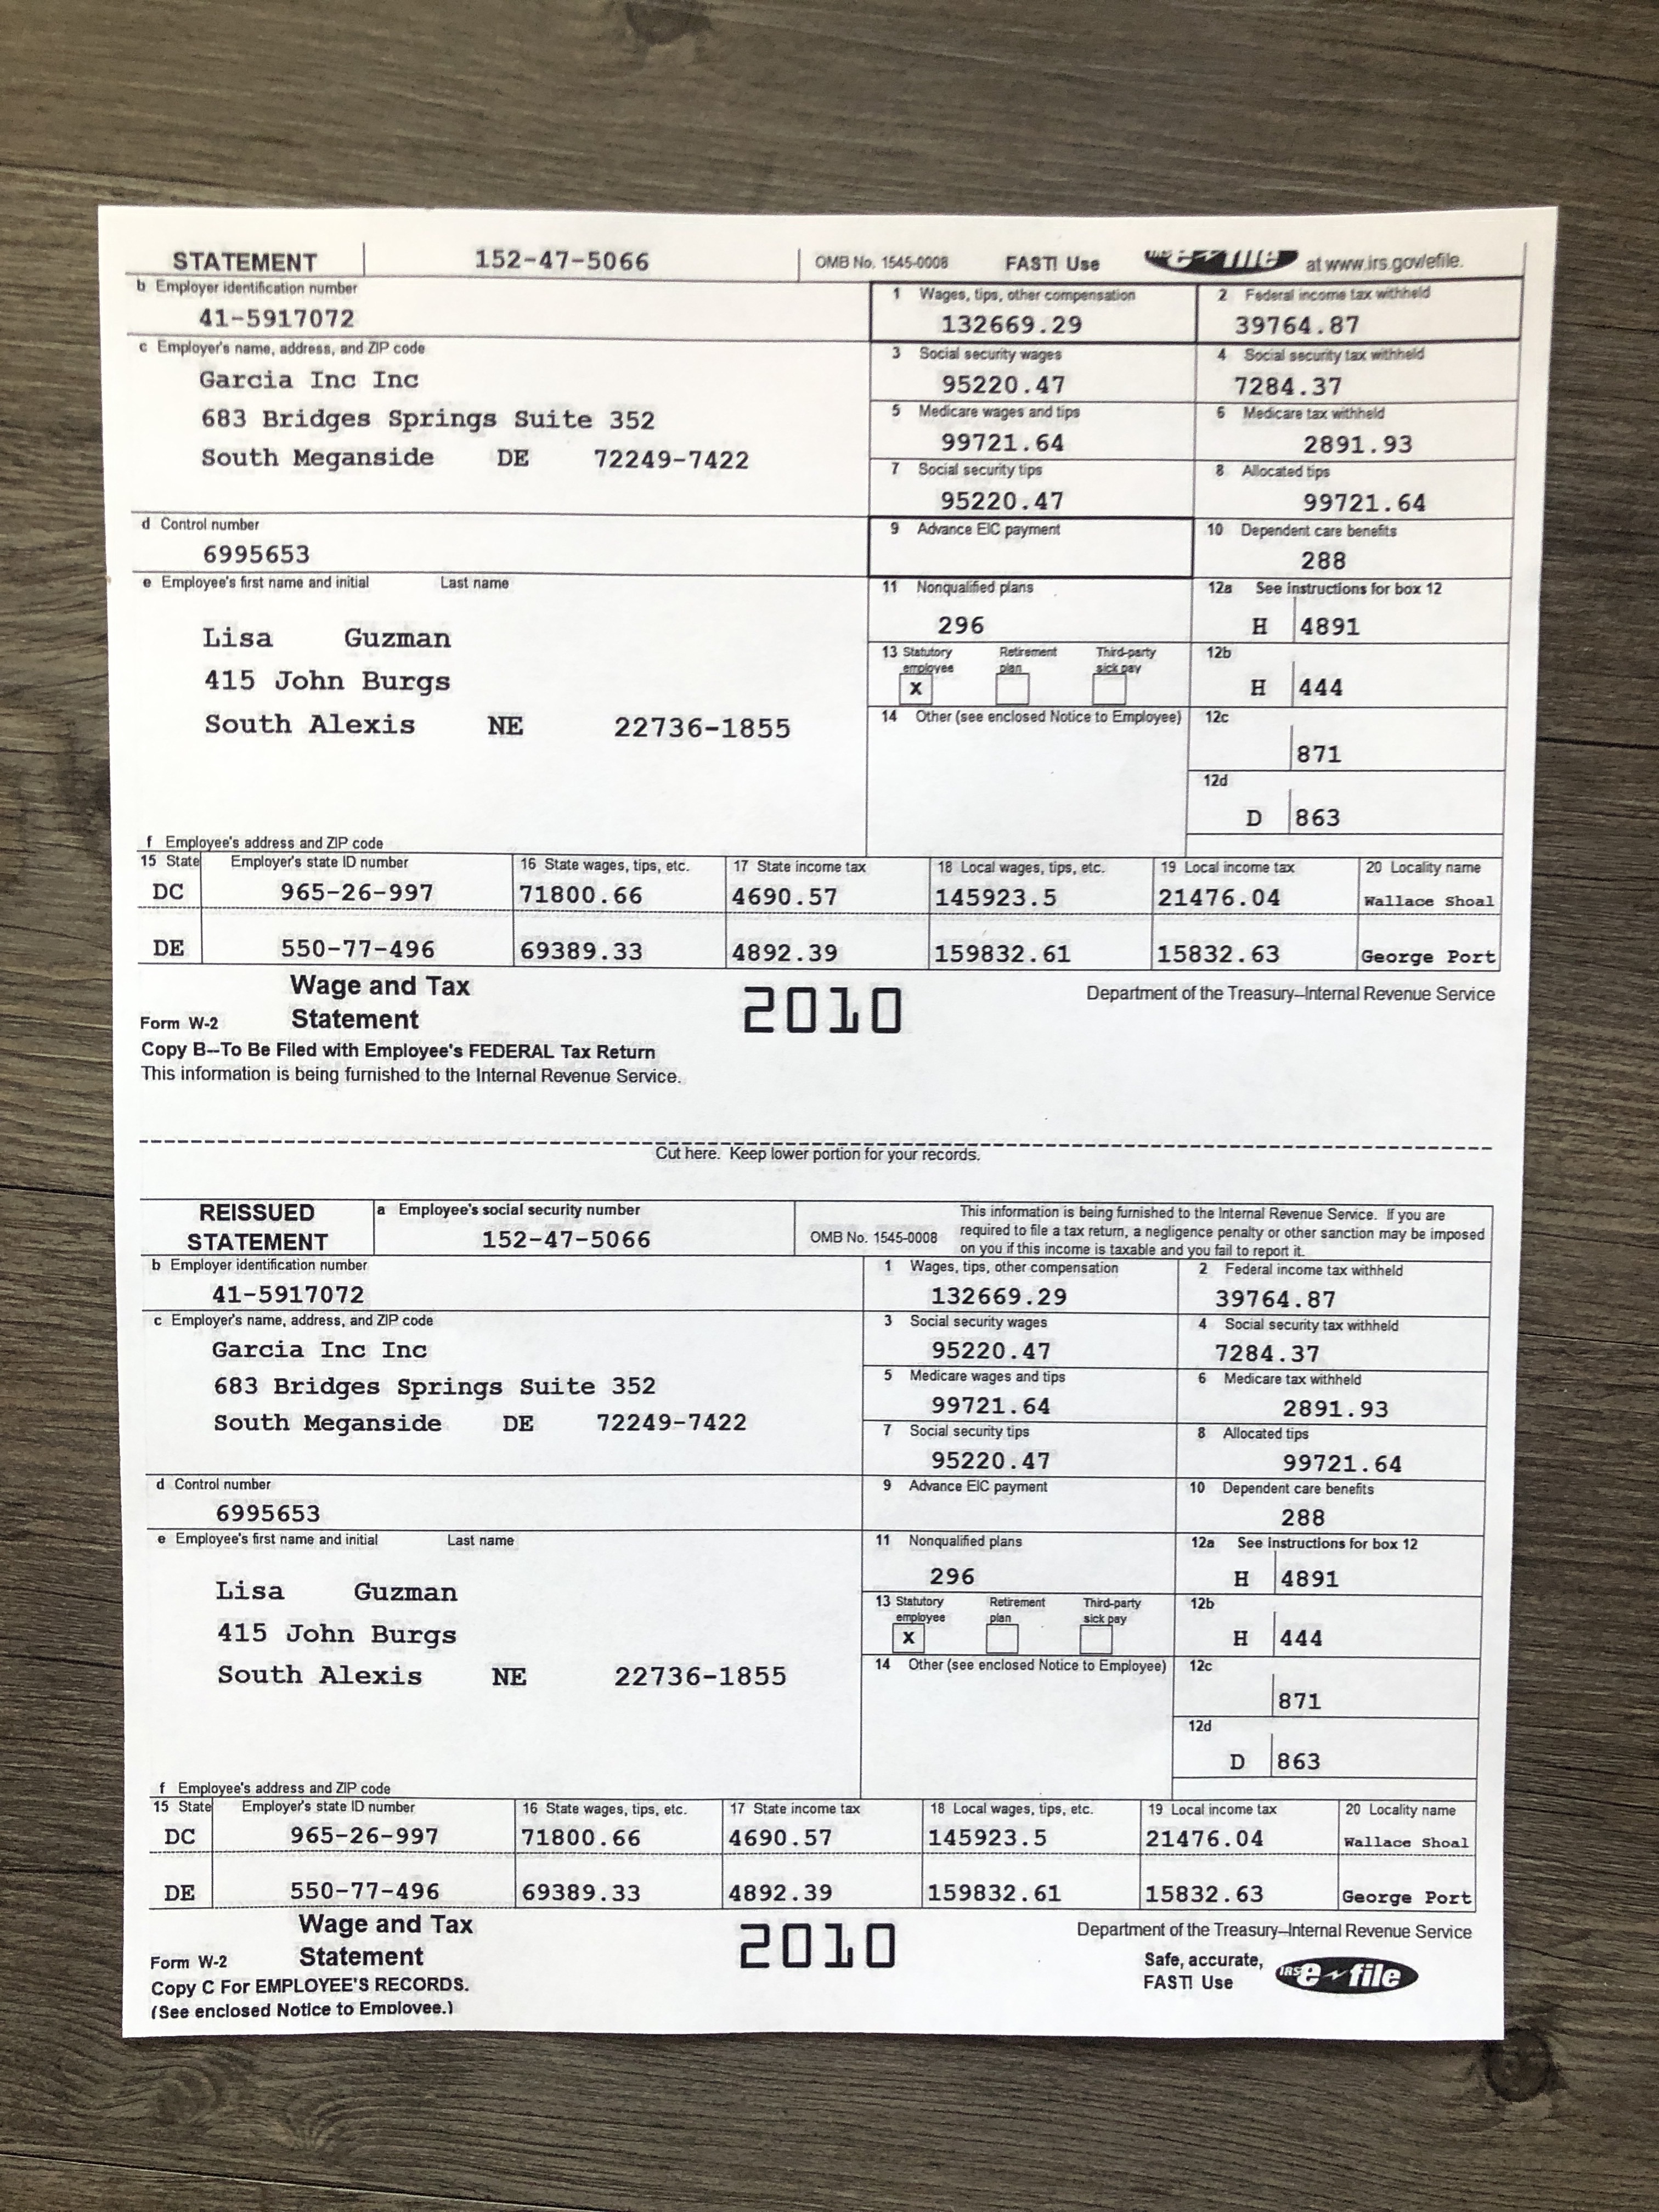 STATEMENT 152-47-5066 OMB No. 1545-0008 FAST! Use e file at www.irs.gov/efile.
b Employer identification number 1 Wages, tips, other compensation 2 Federal income tax withheld
41-5917072 132669.29 39764.87
c Employer's name, address, and ZIP code 3 Social security wages 4 Social security tax withheld
Garcia Inc Inc 95220.47 7284.37
683 Bridges Springs Suite 352 5 Medicare wages and tips 6 Medicare tax withheld
South Meganside DE 72249-7422 99721.64 2891.93
7 Social security tips 8 Allocated tips
95220.47 99721.64
d Control number 9 Advance EIC payment 10 Dependent care benefits
6995653 288
e Employee's first name and initial Last name 11 Nonqualified plans 12a See instructions for box 12
Lisa Guzman 296 H 4891
415 John Burgs 13 Statutory employee Retirement plan Third-party sick pay 12b
X H 444
South Alexis NE 22736-1855 14 Other (see enclosed Notice to Employee) 12c
871
12d
D 863
f Employee's address and ZIP code
15 State Employer's state ID number 16 State wages, tips, etc. 17 State income tax 18 Local wages, tips, etc. 19 Local income tax 20 Locality name
DC 965-26-997 71800.66 4690.57 145923.5 21476.04 Wallace Shoal
DE 550-77-496 69389.33 4892.39 159832.61 15832.63 George Port
Wage and Tax
Form W-2 Statement 2010 Department of the Treasury--Internal Revenue Service
Copy B--To Be Filed with Employee's FEDERAL Tax Return
This information is being furnished to the Internal Revenue Service.
Cut here. Keep lower portion for your records.
REISSUED STATEMENT a Employee's social security number This information is being furnished to the Internal Revenue Service. If you are
152-47-5066 OMB No. 1545-0008 required to file a tax return, a negligence penalty or other sanction may be imposed
on you if this income is taxable and you fail to report it.
b Employer identification number 1 Wages, tips, other compensation 2 Federal income tax withheld
41-5917072 132669.29 39764.87
c Employer's name, address, and ZIP code 3 Social security wages 4 Social security tax withheld
Garcia Inc Inc 95220.47 7284.37
683 Bridges Springs Suite 352 5 Medicare wages and tips 6 Medicare tax withheld
South Meganside DE 72249-7422 99721.64 2891.93
7 Social security tips 8 Allocated tips
95220.47 99721.64
d Control number 9 Advance EIC payment 10 Dependent care benefits
6995653 288
e Employee's first name and initial Last name 11 Nonqualified plans 12a See instructions for box 12
Lisa Guzman 296 H 4891
415 John Burgs 13 Statutory employee Retirement plan Third-party sick pay 12b
X H 444
South Alexis NE 22736-1855 14 Other (see enclosed Notice to Employee) 12c
871
12d
D 863
f Employee's address and ZIP code
15 State Employer's state ID number 16 State wages, tips, etc. 17 State income tax 18 Local wages, tips, etc. 19 Local income tax 20 Locality name
DC 965-26-997 71800.66 4690.57 145923.5 21476.04 Wallace Shoal
DE 550-77-496 69389.33 4892.39 159832.61 15832.63 George Port
Wage and Tax
Form W-2 Statement 2010 Department of the Treasury--Internal Revenue Service
Copy C For EMPLOYEE'S RECORDS. Safe, accurate,
(See enclosed Notice to Employee.) FAST! Use IRS e file